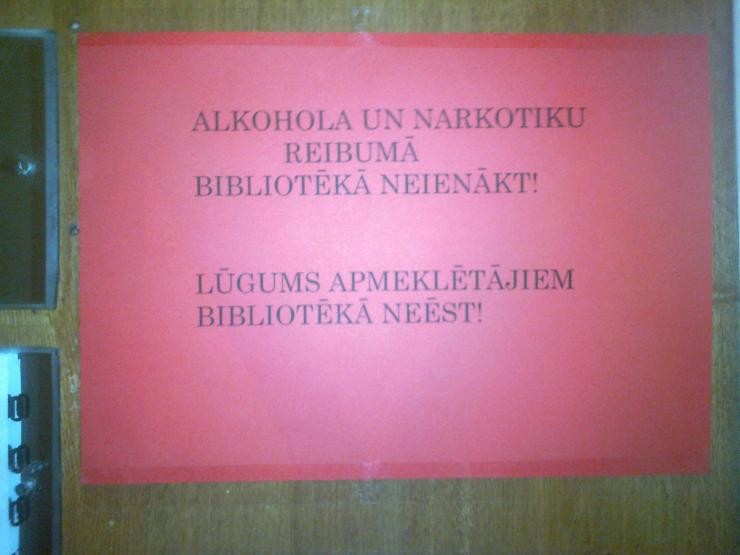 ALKOHOLA UN NARKOTIKU
REIBUMĀ
BIBLIOTĒKĀ NEIENĀKT!
LŪGUMS APMEKLĒTĀJIEM
BIBLIOTĒKĀ NEĒST!